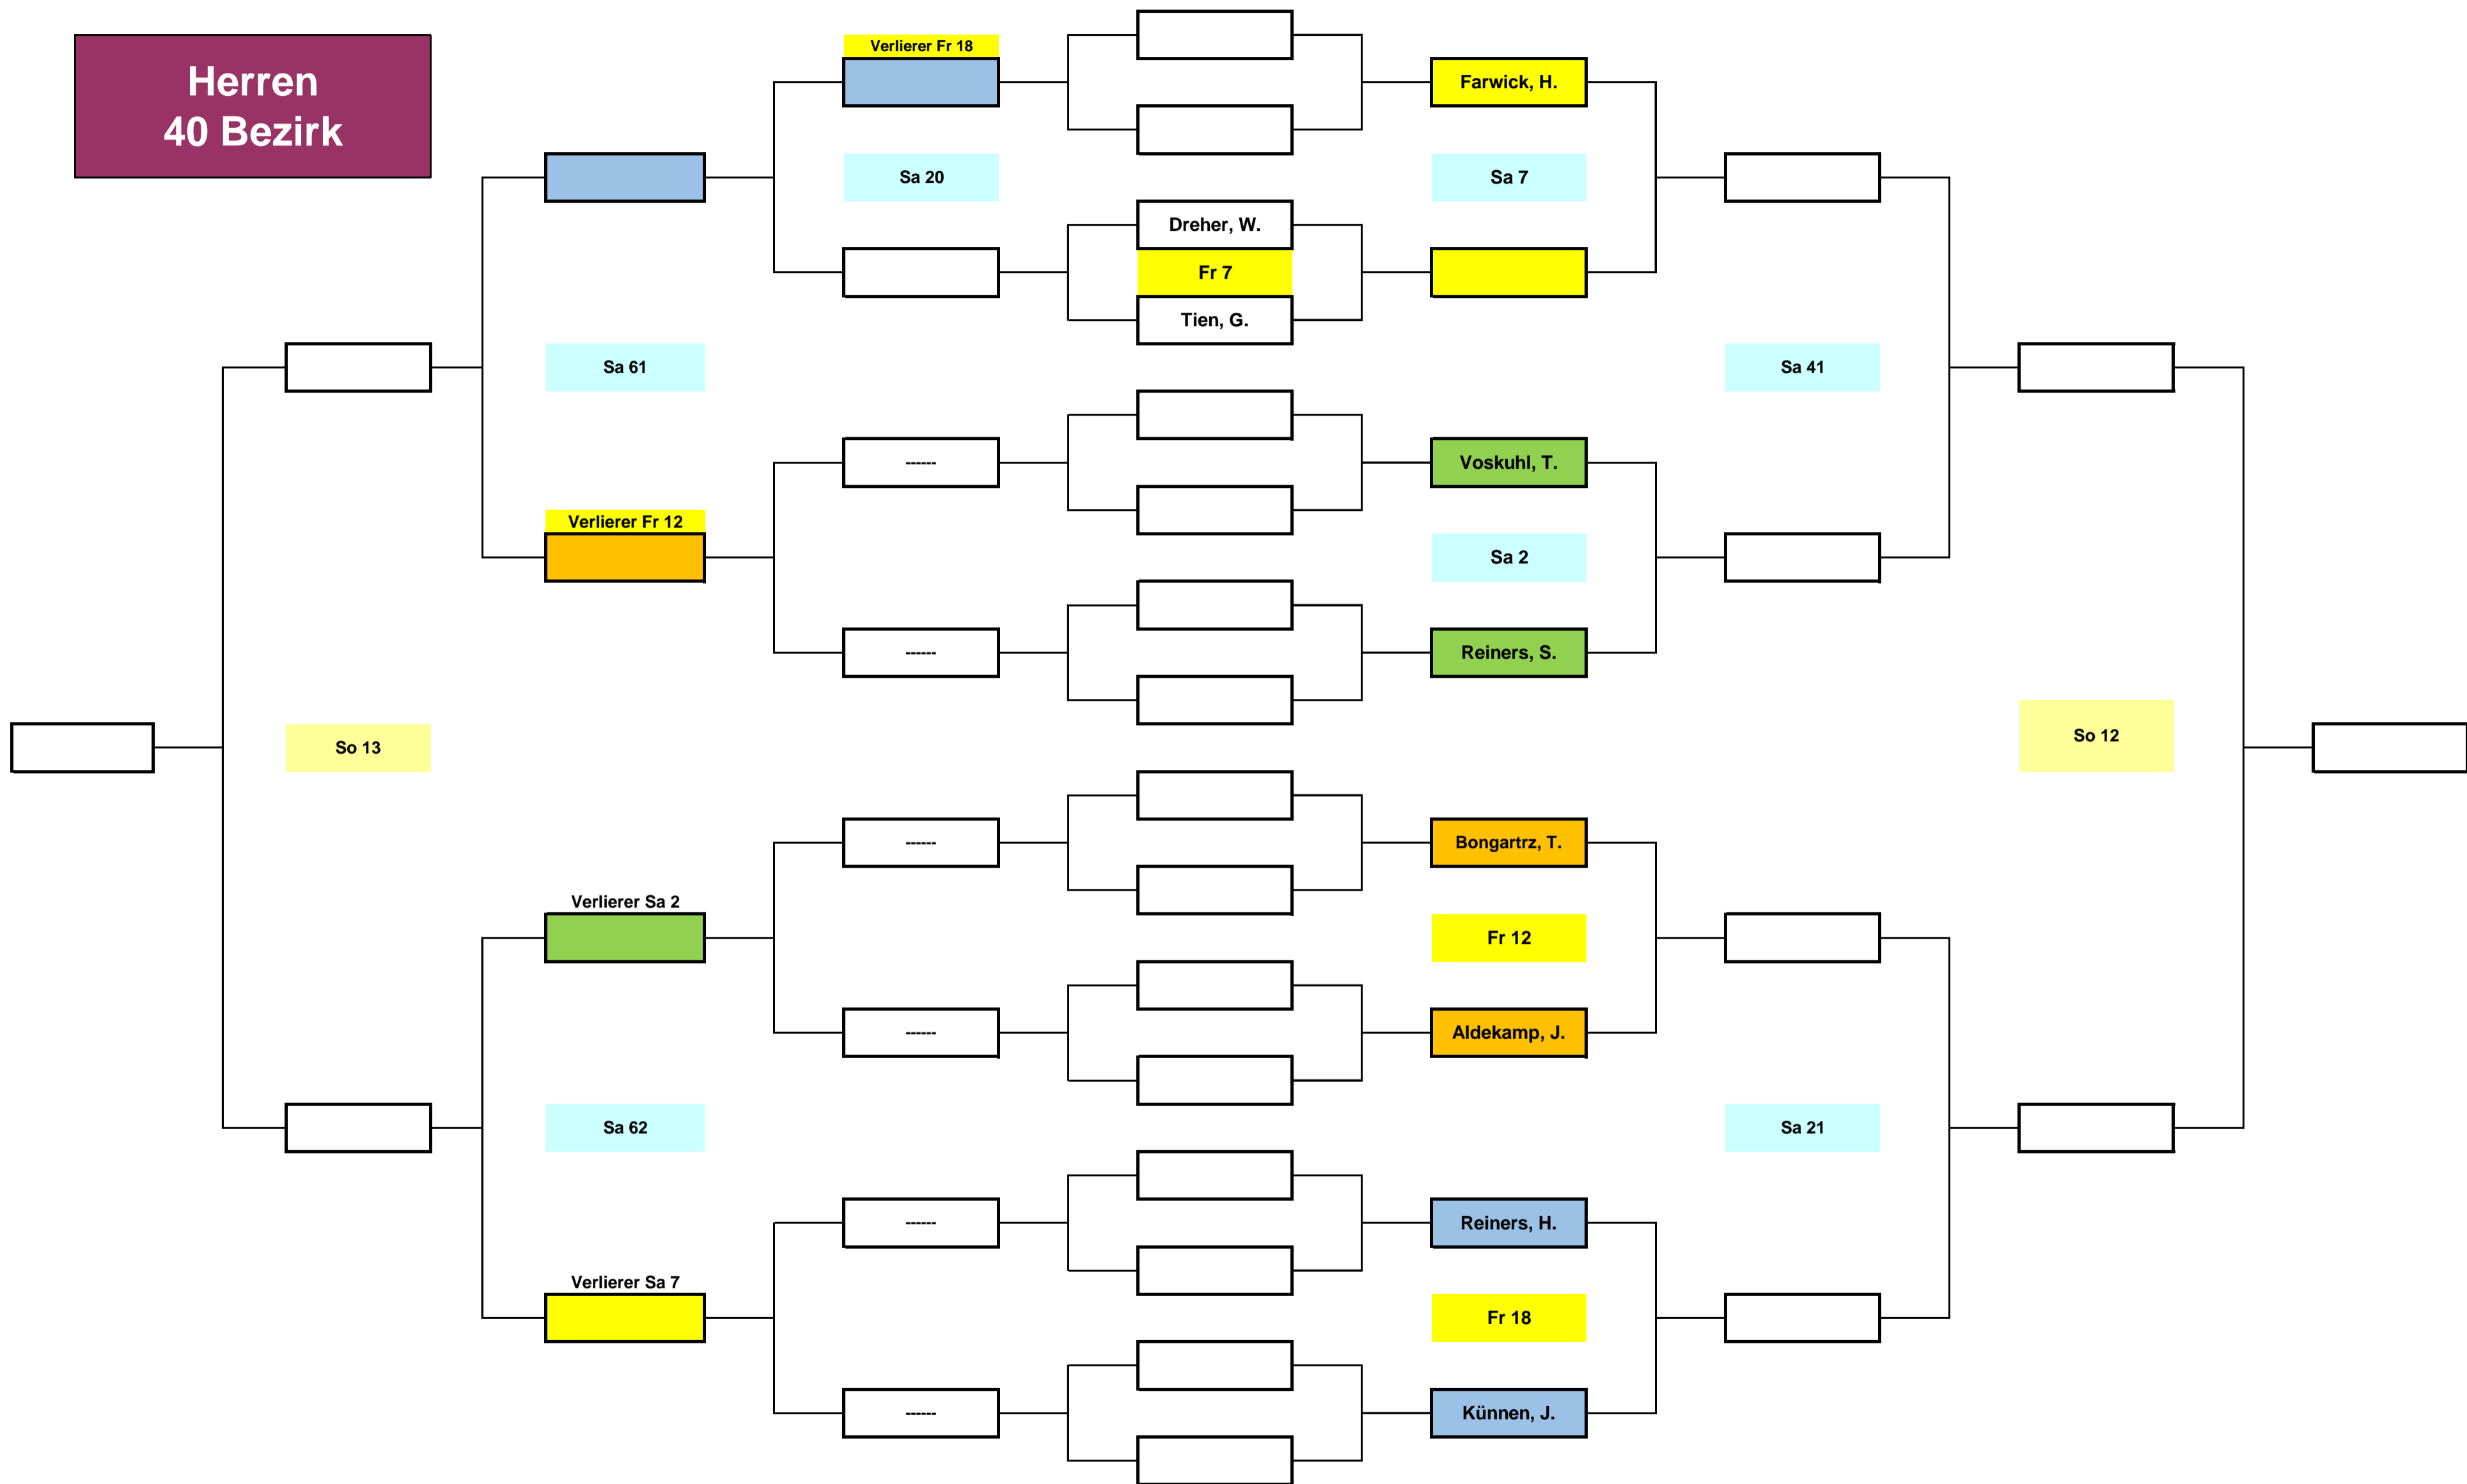 Herren
40 Bezirk
Verlierer Fr 18
Farwick, H.
Sa 20
Sa 7
Dreher, W.
Fr 7
Tien, G.
Sa 61
Sa 41
------
Voskuhl, T.
Verlierer Fr 12
Sa 2
------
Reiners, S.
So 13
So 12
------
Bongartrz, T.
Verlierer Sa 2
Fr 12
------
Aldekamp, J.
Sa 62
Sa 21
------
Reiners, H.
Verlierer Sa 7
Fr 18
------
Künnen, J.